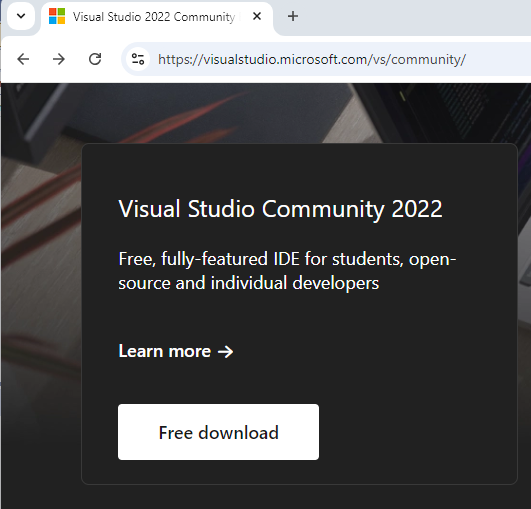 Visual Studio 2022 Community
https://visualstudio.microsoft.com/vs/community/
Visual Studio Community 2022
Free, fully-featured IDE for students, open-
source and individual developers
Learn more →
Free download